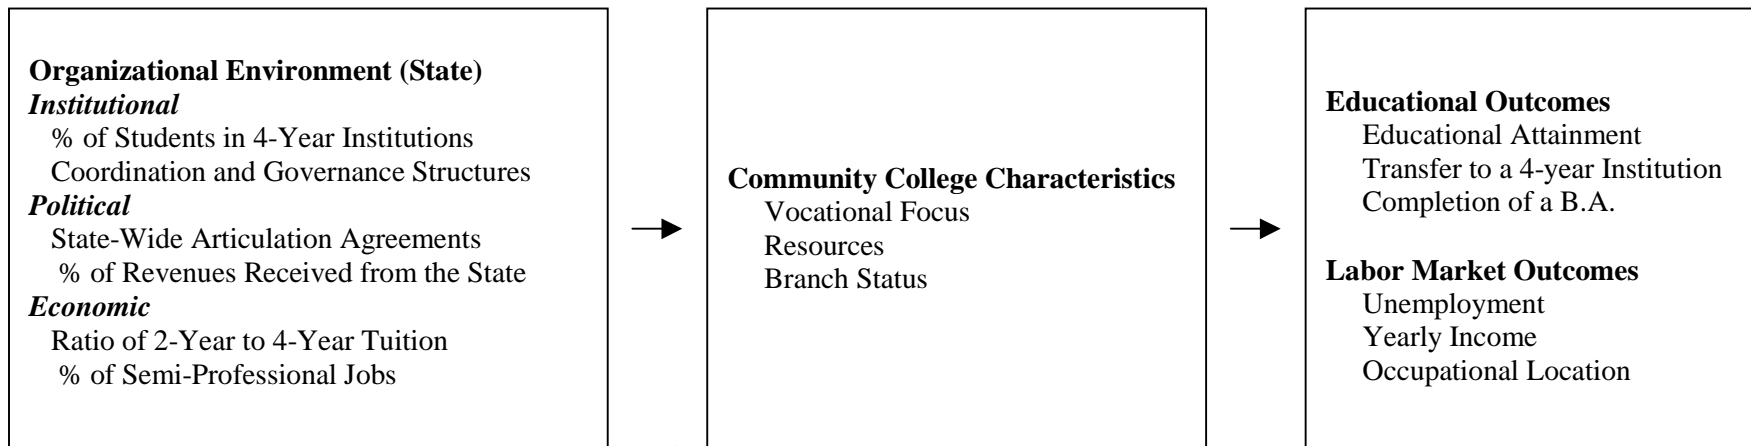 Organizational Environment (State)
Institutional
% of Students in 4-Year Institutions
Coordination and Governance Structures
Political
State-Wide Articulation Agreements
% of Revenues Received from the State
Economic
Ratio of 2-Year to 4-Year Tuition
% of Semi-Professional Jobs
Community College Characteristics
Vocational Focus
Resources
Branch Status
Educational Outcomes
Educational Attainment
Transfer to a 4-year Institution
Completion of a B.A.
Labor Market Outcomes
Unemployment
Yearly Income
Occupational Location